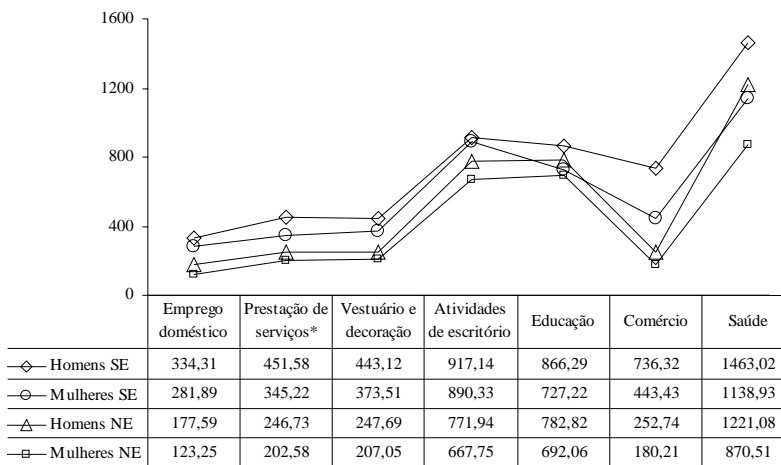 1600
1200
800
400
0
Emprego doméstico Prestação de serviços* Vestuário e decoração Atividades de escritório Educação Comércio Saúde
Homens SE 334,31 451,58 443,12 917,14 866,29 736,32 1463,02
Mulheres SE 281,89 345,22 373,51 890,33 727,22 443,43 1138,93
Homens NE 177,59 246,73 247,69 771,94 782,82 252,74 1221,08
Mulheres NE 123,25 202,58 207,05 667,75 692,06 180,21 870,51